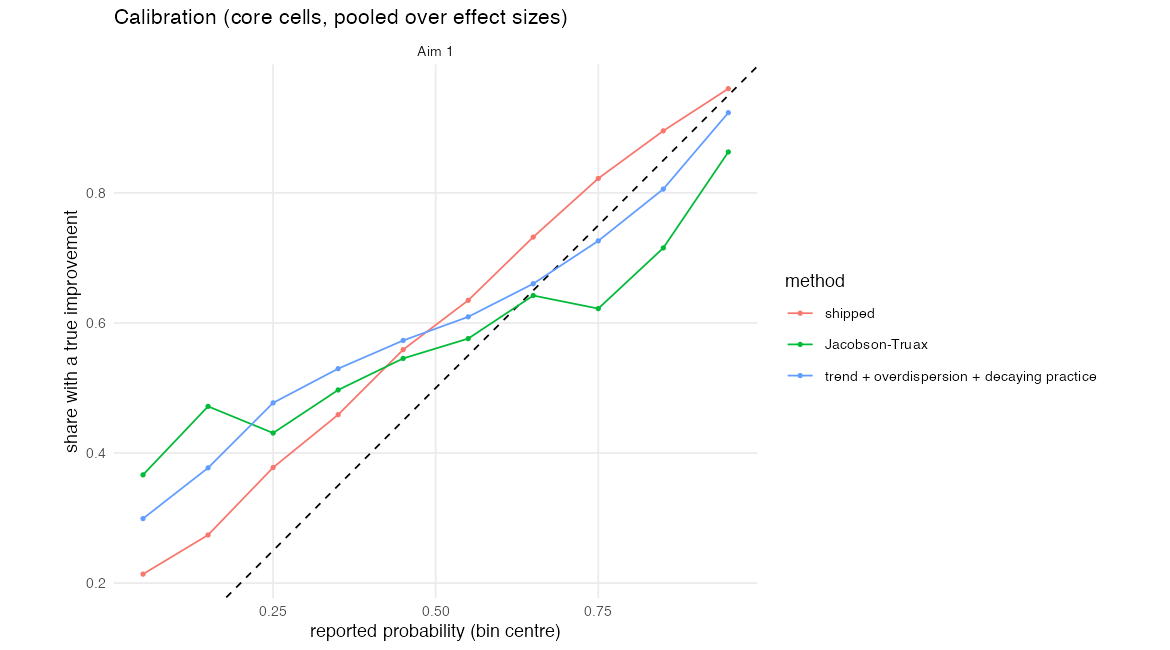 Calibration (core cells, pooled over effect sizes)
Aim 1
share with a true improvement
0.8
0.6
0.4
0.2
0.25
0.50
0.75
reported probability (bin centre)
method
shipped
Jacobson-Truax
trend + overdispersion + decaying practice